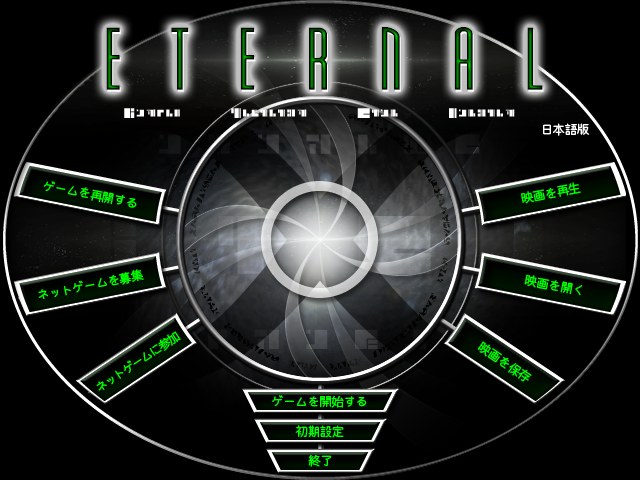 ETERNAL
日本語版
ゲームを再開する
映画を再生
ネットゲームを募集
映画を開く
ネットゲームに参加
映画を保存
ゲームを開始する
初期設定
終了